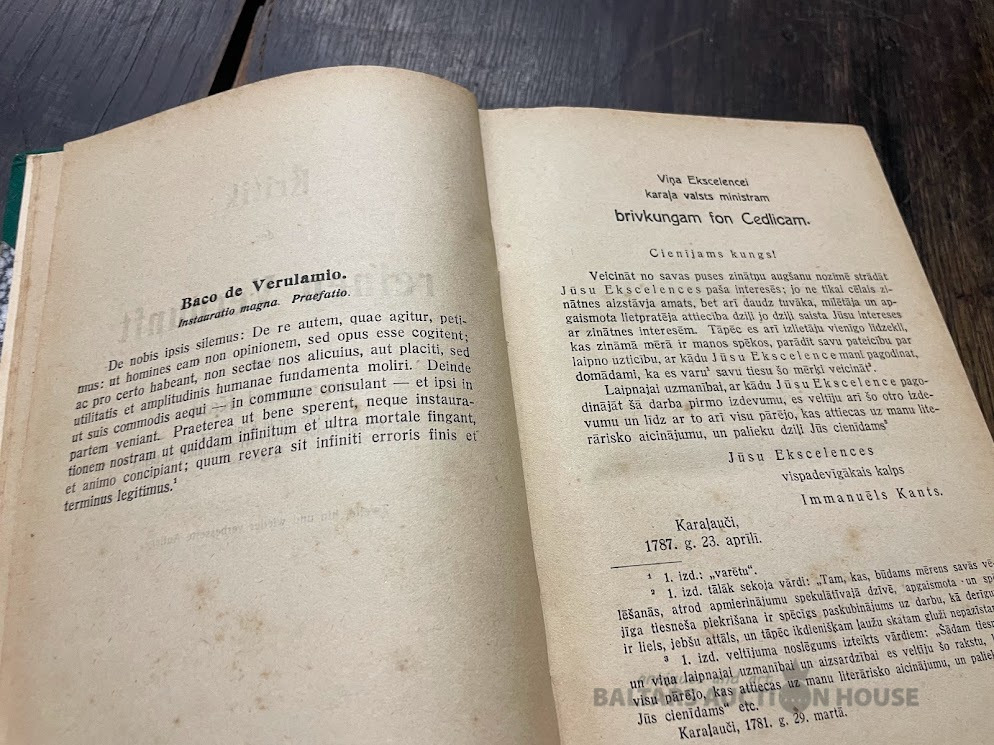 Baco de Verulamio.
Instauratio magna. Praefatio.
De nobis ipsis silemus: De re autem, quae agitur, peti-
mus: ut homines eam non opinionem, sed opus esse cogitent;
ac pro certo habeant, non sectae nos alicuius, aut placiti, sed
utilitatis et amplitudinis humanae fundamenta moliri. Deinde
ut suis commodis aequi — in commune consulant — et ipsi in
partem veniant. Praeterea ut bene sperent, neque instaura-
tionem nostram ut quiddam infinitum et ultra mortale fingant,
et animo concipiant; quum revera sit infiniti erroris finis et
terminus legitimus.¹
Viņa Ekscelencei
karaļa valsts ministram
brivkungam fon Cedlicam.
Cienijams kungs!
Veicināt no savas puses zinātņu augšanu nozīmē strādāt
Jūsu Ekscelences paša interesēs; jo ne tikai cēlais zi-
nātnes aizstāvja amats, bet arī daudz tuvāka, mīlētāja un ap-
gaismota lietpratēja attiecība dziļi jo dziļi saista Jūsu intereses
ar zinātnes interesēm. Tāpēc es arī izlietāju vienīgo līdzekli,
kas zināmā mērā ir manos spēkos, parādīt savu pateicību par
laipno uzticību, ar kādu Jūsu Ekscelence mani pagodinat,
domādami, ka es varu¹ savu tiesu šo mērķi veicināt².
Laipnajai uzmanībai, ar kādu Jūsu Ekscelence pago-
dinājāt šā darba pirmo izdevumu, es veltīju arī šo otro izde-
vumu un līdz ar to arī visu pārējo, kas attiecas uz manu lite-
rārisko aicinājumu, un palieku dziļi Jūs cienīdams³
Jūsu Ekscelences
vispadevīgākais kalps
Immanuēls Kants.
Karaļauči,
1787. g. 23. aprīlī.
¹ 1. izd.: „varētu“.
² 1. izd. tālāk sekoja vārdi: „Tam, kas, būdams mērens savās vē-
lēšanās, atrod apmierinājumu spekulātīvajā dzīvē, apgaismota un sp
jīga tiesneša piekrišana ir spēcīgs paskubinājums uz darbu, kā derigu
ir liels, jebšu attāls, un tāpēc ikdienišķam ļaužu skatam gluži nepazīstam
³ 1. izd. veltījuma noslēgums izteikts vārdiem: „Šādam tiesn
un viņa laipnajai uzmanībai un aizsardzībai es veltīju šo rakstu, l
visu pārējo, kas attiecas uz manu literārisko aicinājumu, un paliek
Jūs cienīdams“ etc.
Karaļauči, 1781. g. 29. martā.
BALTARS AUCTION HOUSE